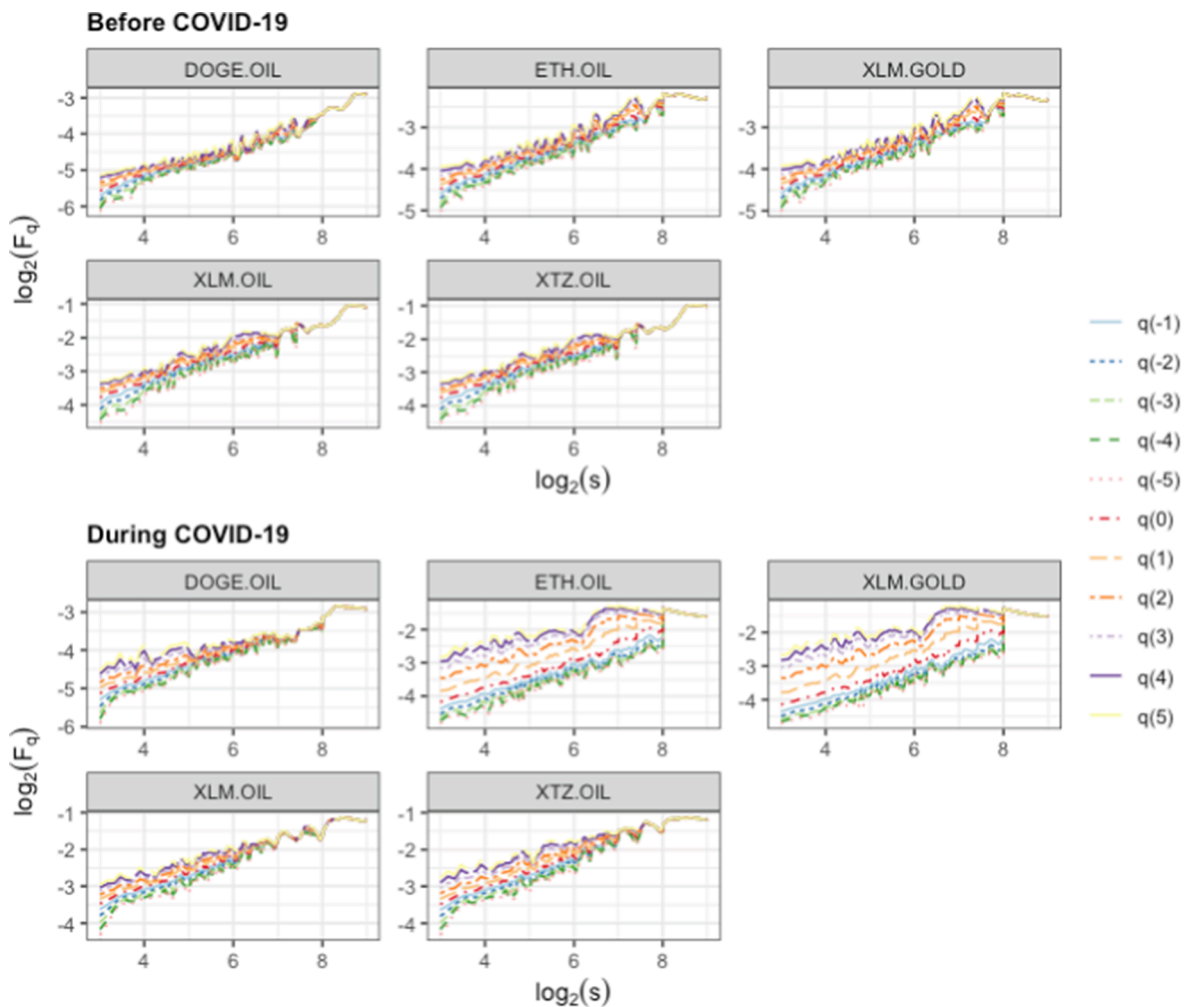 Before COVID-19
DOGE.OIL
ETH.OIL
XLM.GOLD
-3
-4
-5
-6
4
6
8
-3
-4
-5
4
6
8
-3
-4
-5
4
6
8
log₂(Fq)
XLM.OIL
XTZ.OIL
-1
-2
-3
-4
4
6
8
-1
-2
-3
-4
4
6
8
log₂(s)
During COVID-19
DOGE.OIL
ETH.OIL
XLM.GOLD
-3
-4
-5
-6
4
6
8
-2
-3
-4
4
6
8
-2
-3
-4
4
6
8
log₂(Fq)
XLM.OIL
XTZ.OIL
-1
-2
-3
-4
4
6
8
-1
-2
-3
-4
4
6
8
log₂(s)
q(-1)
q(-2)
q(-3)
q(-4)
q(-5)
q(0)
q(1)
q(2)
q(3)
q(4)
q(5)